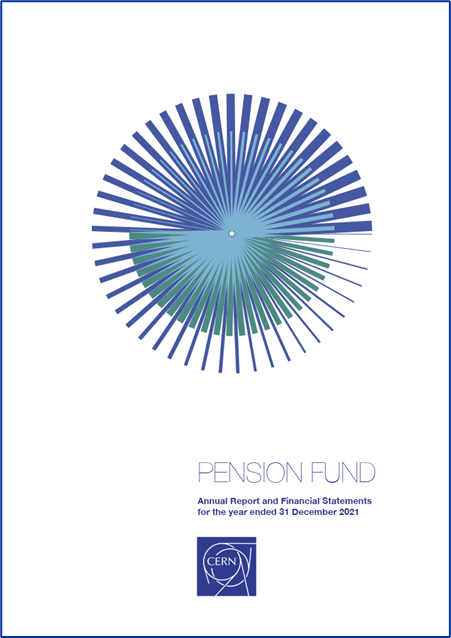 PENSION FUND
Annual Report and Financial Statements
for the year ended 31 December 2021
CERN